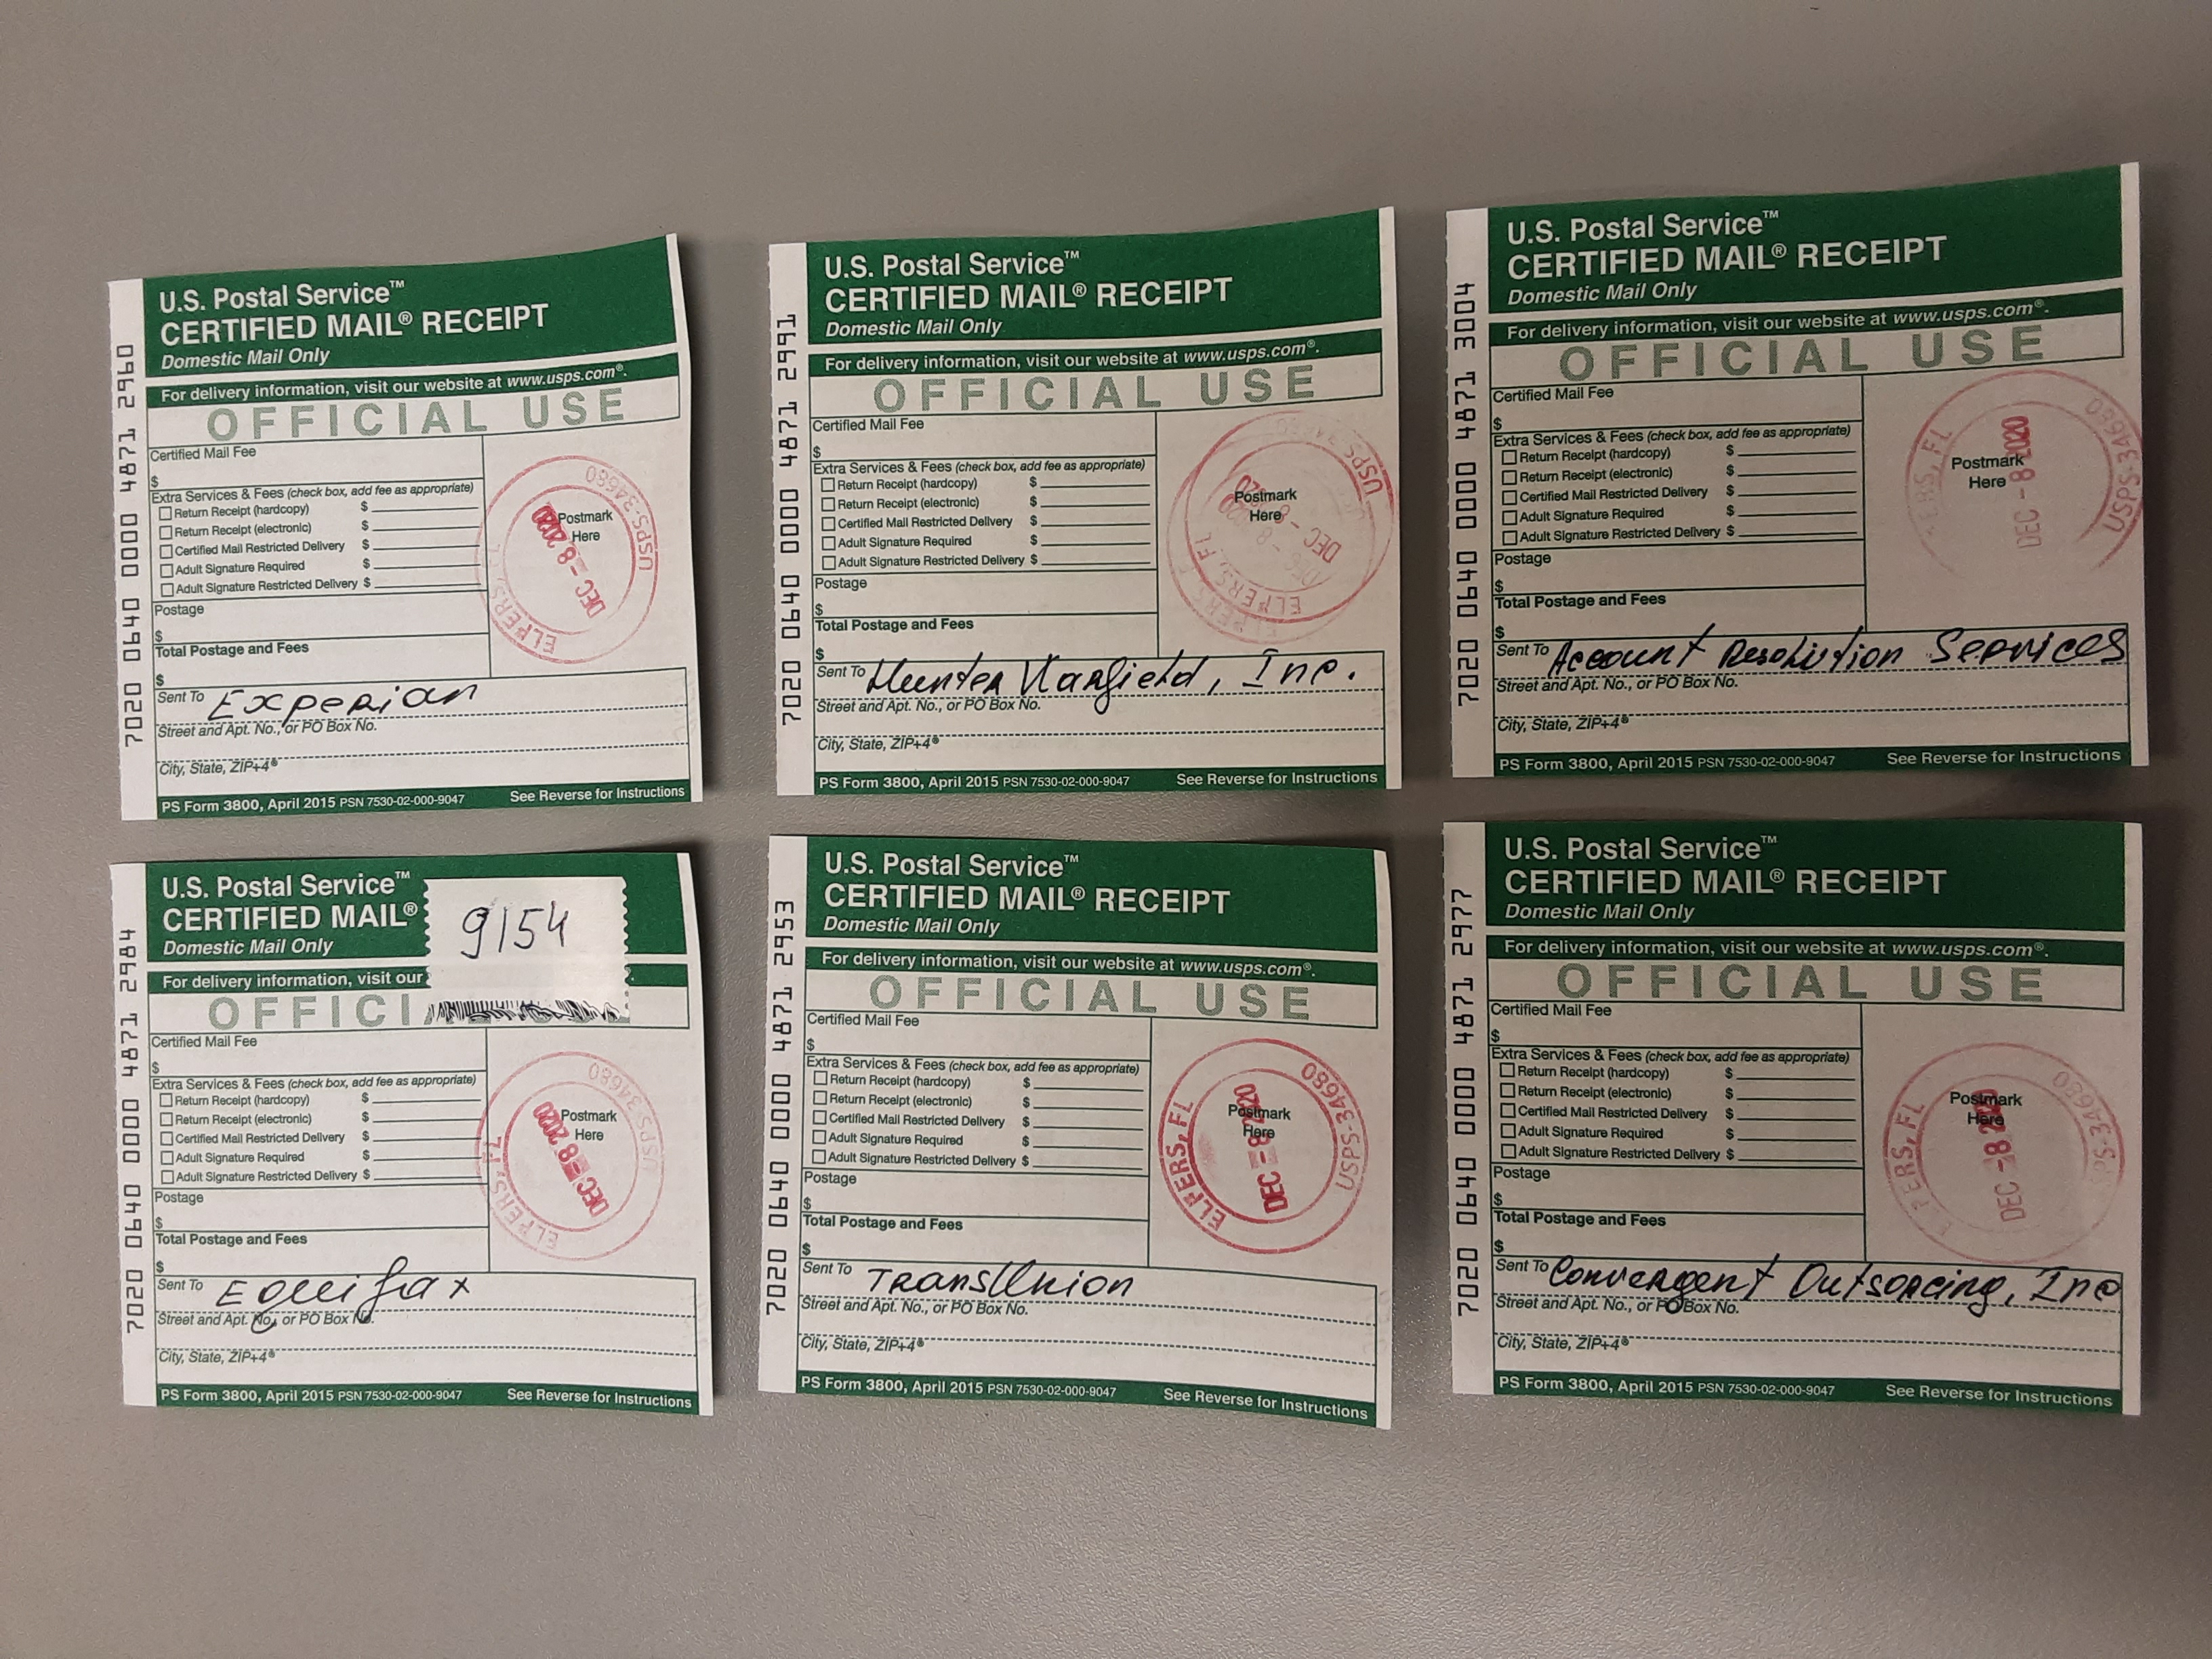 7020 0640 0000 4871 2984
U.S. Postal Service™
CERTIFIED MAIL®
Domestic Mail Only
For delivery information, visit our
OFFICI
9154
Certified Mail Fee
$
Extra Services & Fees (check box, add fee as appropriate)
Return Receipt (hardcopy) $
Return Receipt (electronic) $
Certified Mail Restricted Delivery $
Adult Signature Required $
Adult Signature Restricted Delivery $
Postage
$
Total Postage and Fees
$
Postmark
Here
ELPERS, FL
DEC -8 2020
USPS-34680
Sent To Equifax
Street and Apt. No., or PO Box No.
City, State, ZIP+4®
PS Form 3800, April 2015 PSN 7530-02-000-9047 See Reverse for Instructions
7020 0640 0000 4871 2960
U.S. Postal Service™
CERTIFIED MAIL® RECEIPT
Domestic Mail Only
For delivery information, visit our website at www.usps.com®.
OFFICIAL USE
Certified Mail Fee
$
Extra Services & Fees (check box, add fee as appropriate)
Return Receipt (hardcopy) $
Return Receipt (electronic) $
Certified Mail Restricted Delivery $
Adult Signature Required $
Adult Signature Restricted Delivery $
Postage
$
Total Postage and Fees
$
Postmark
Here
ELPERS, FL
DEC -8 2020
USPS-34680
Sent To Experian
Street and Apt. No., or PO Box No.
City, State, ZIP+4®
PS Form 3800, April 2015 PSN 7530-02-000-9047 See Reverse for Instructions
7020 0640 0000 4871 2953
U.S. Postal Service™
CERTIFIED MAIL® RECEIPT
Domestic Mail Only
For delivery information, visit our website at www.usps.com®.
OFFICIAL USE
Certified Mail Fee
$
Extra Services & Fees (check box, add fee as appropriate)
Return Receipt (hardcopy) $
Return Receipt (electronic) $
Certified Mail Restricted Delivery $
Adult Signature Required $
Adult Signature Restricted Delivery $
Postage
$
Total Postage and Fees
$
Postmark
Here
ELPERS, FL
DEC -8 2020
USPS-34680
Sent To TransUnion
Street and Apt. No., or PO Box No.
City, State, ZIP+4®
PS Form 3800, April 2015 PSN 7530-02-000-9047 See Reverse for Instructions
7020 0640 0000 4871 2991
U.S. Postal Service™
CERTIFIED MAIL® RECEIPT
Domestic Mail Only
For delivery information, visit our website at www.usps.com®.
OFFICIAL USE
Certified Mail Fee
$
Extra Services & Fees (check box, add fee as appropriate)
Return Receipt (hardcopy) $
Return Receipt (electronic) $
Certified Mail Restricted Delivery $
Adult Signature Required $
Adult Signature Restricted Delivery $
Postage
$
Total Postage and Fees
$
Postmark
Here
ELPERS, FL
DEC -8
USPS
Sent To Hunter Warfield, Inc.
Street and Apt. No., or PO Box No.
City, State, ZIP+4®
PS Form 3800, April 2015 PSN 7530-02-000-9047 See Reverse for Instructions
7020 0640 0000 4871 2977
U.S. Postal Service™
CERTIFIED MAIL® RECEIPT
Domestic Mail Only
For delivery information, visit our website at www.usps.com®.
OFFICIAL USE
Certified Mail Fee
$
Extra Services & Fees (check box, add fee as appropriate)
Return Receipt (hardcopy) $
Return Receipt (electronic) $
Certified Mail Restricted Delivery $
Adult Signature Required $
Adult Signature Restricted Delivery $
Postage
$
Total Postage and Fees
$
Postmark
Here
PERS, FL
DEC -8 2020
PS-34680
Sent To Convergent Outsorcing, Inc
Street and Apt. No., or PO Box No.
City, State, ZIP+4®
PS Form 3800, April 2015 PSN 7530-02-000-9047 See Reverse for Instructions
7020 0640 0000 4871 3004
U.S. Postal Service™
CERTIFIED MAIL® RECEIPT
Domestic Mail Only
For delivery information, visit our website at www.usps.com®.
OFFICIAL USE
Certified Mail Fee
$
Extra Services & Fees (check box, add fee as appropriate)
Return Receipt (hardcopy) $
Return Receipt (electronic) $
Certified Mail Restricted Delivery $
Adult Signature Required $
Adult Signature Restricted Delivery $
Postage
$
Total Postage and Fees
$
Postmark
Here
ERS, FL
DEC -8 2020
USPS-34680
Sent To Account Resolution Services
Street and Apt. No., or PO Box No.
City, State, ZIP+4®
PS Form 3800, April 2015 PSN 7530-02-000-9047 See Reverse for Instructions